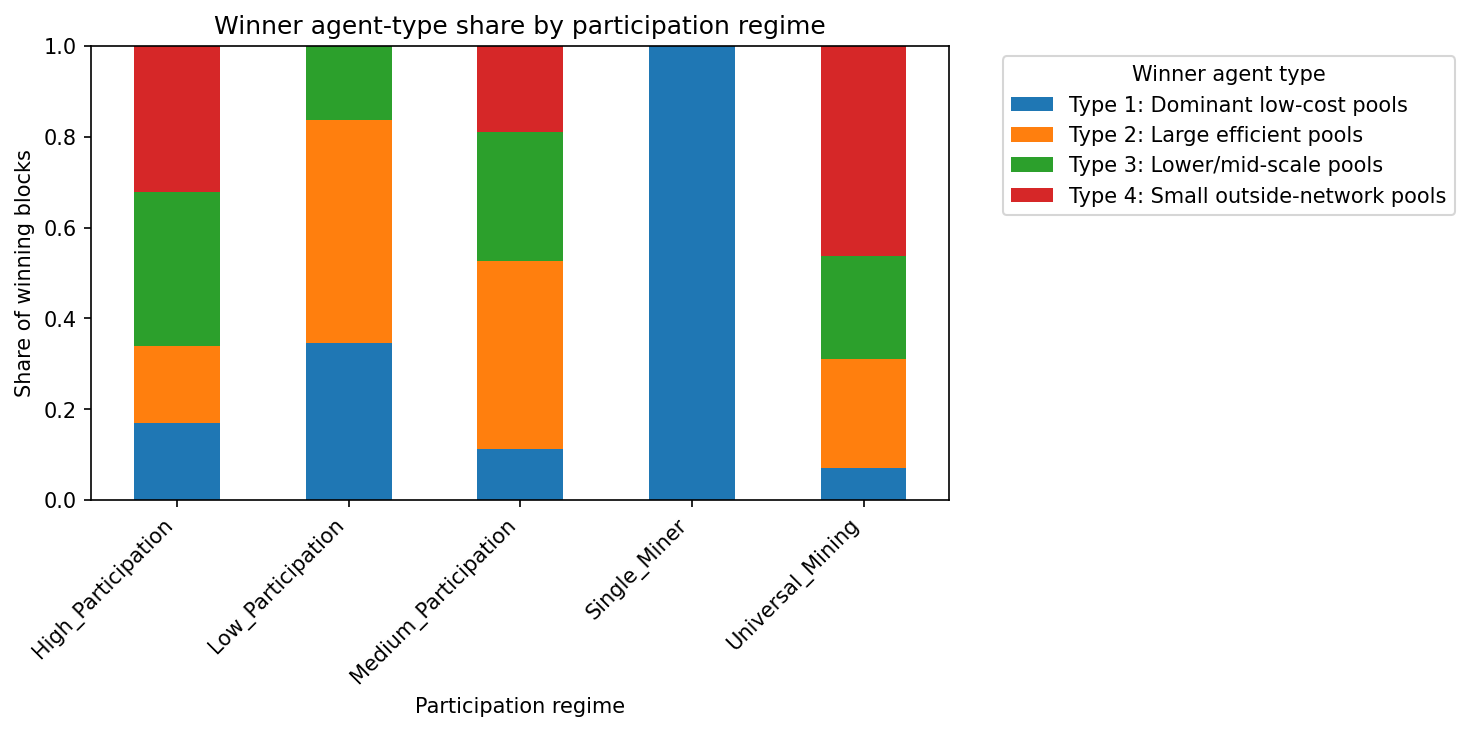 Winner agent-type share by participation regime
Share of winning blocks
1.0
0.8
0.6
0.4
0.2
0.0
High_Participation
Low_Participation
Medium_Participation
Single_Miner
Universal_Mining
Participation regime
Winner agent type
Type 1: Dominant low-cost pools
Type 2: Large efficient pools
Type 3: Lower/mid-scale pools
Type 4: Small outside-network pools